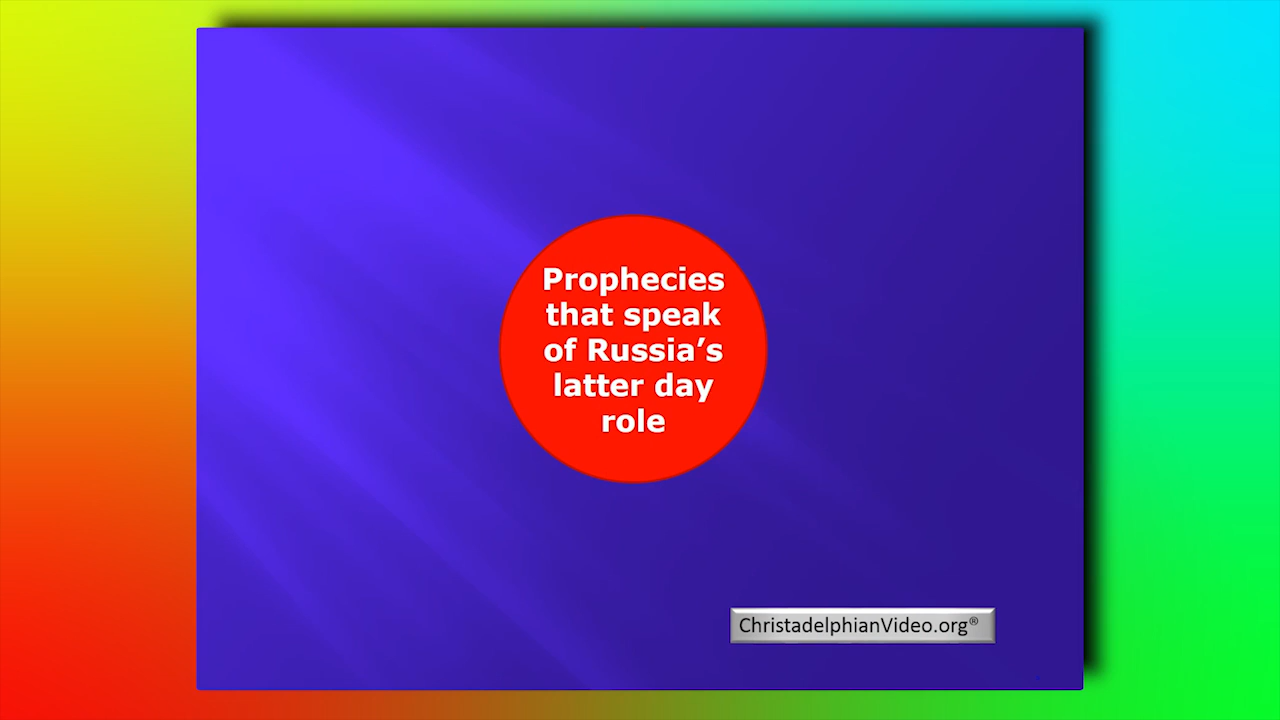 Prophecies
that speak
of Russia’s
latter day
role
ChristadelphianVideo.org®